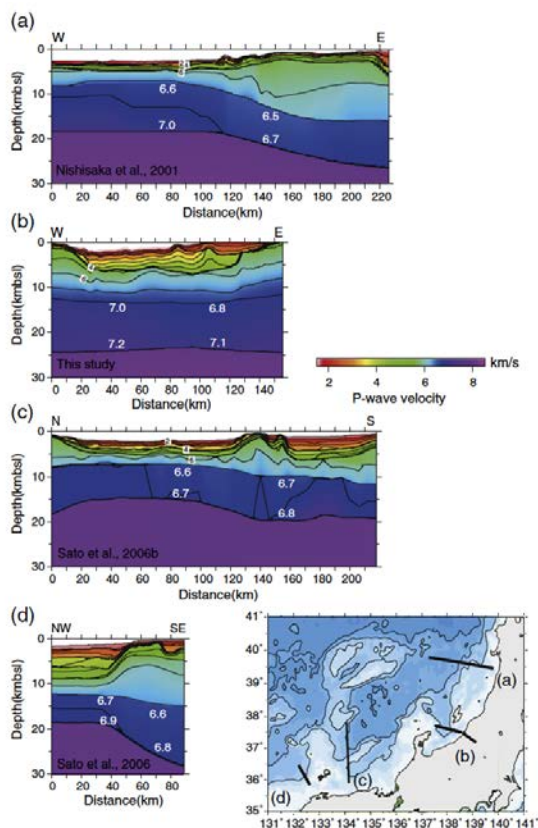 (a)
W E
0
10
20
30
Depth(kmbsl)
6.6
6.5
7.0
6.7
Nishisaka et al., 2001
0 20 40 60 80 100 120 140 160 180 200 220
Distance(km)
(b)
W E
0
10
20
30
Depth(kmbsl)
4
6
7.0 6.8
7.2 7.1
This study
0 20 40 60 80 100 120 140
Distance(km)
km/s
2 4 6 8
P-wave velocity
(c)
N S
0
10
20
30
Depth(kmbsl)
6.6 6.7
6.7
6.8
Sato et al., 2006b
0 20 40 60 80 100 120 140 160 180 200
Distance(km)
(d)
NW SE
0
10
20
30
Depth(kmbsl)
6.7 6.6
6.9
6.8
Sato et al., 2006
0 20 40 60 80
Distance(km)
41°
40°
39°
38°
37°
36°
35°
(a)
(b)
(c)
(d)
131° 132° 133° 134° 135° 136° 137° 138° 139° 140° 141°